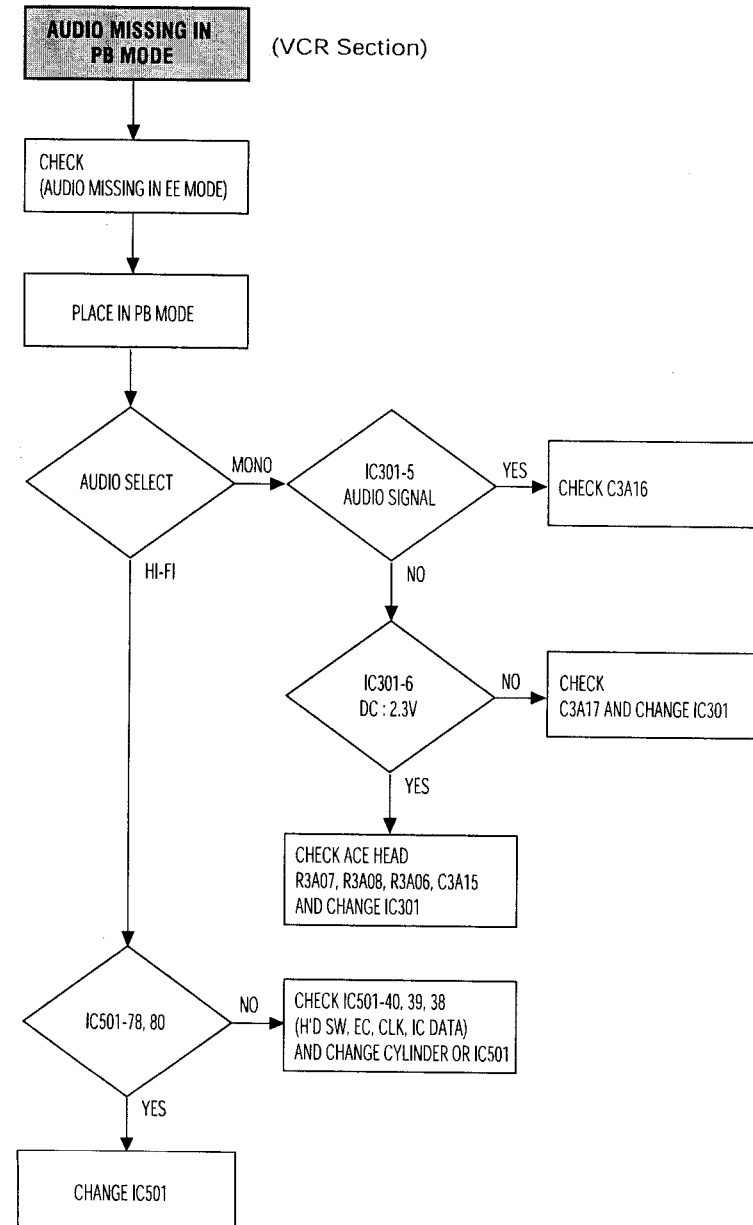 AUDIO MISSING IN
PB MODE
(VCR Section)
CHECK
(AUDIO MISSING IN EE MODE)
PLACE IN PB MODE
AUDIO SELECT
MONO
IC301-5
AUDIO SIGNAL
YES
CHECK C3A16
HI-FI
NO
IC301-6
DC : 2.3V
NO
CHECK
C3A17 AND CHANGE IC301
YES
CHECK ACE HEAD
R3A07, R3A08, R3A06, C3A15
AND CHANGE IC301
IC501-78, 80
NO
CHECK IC501-40, 39, 38
(H'D SW, EC, CLK, IC DATA)
AND CHANGE CYLINDER OR IC501
YES
CHANGE IC501